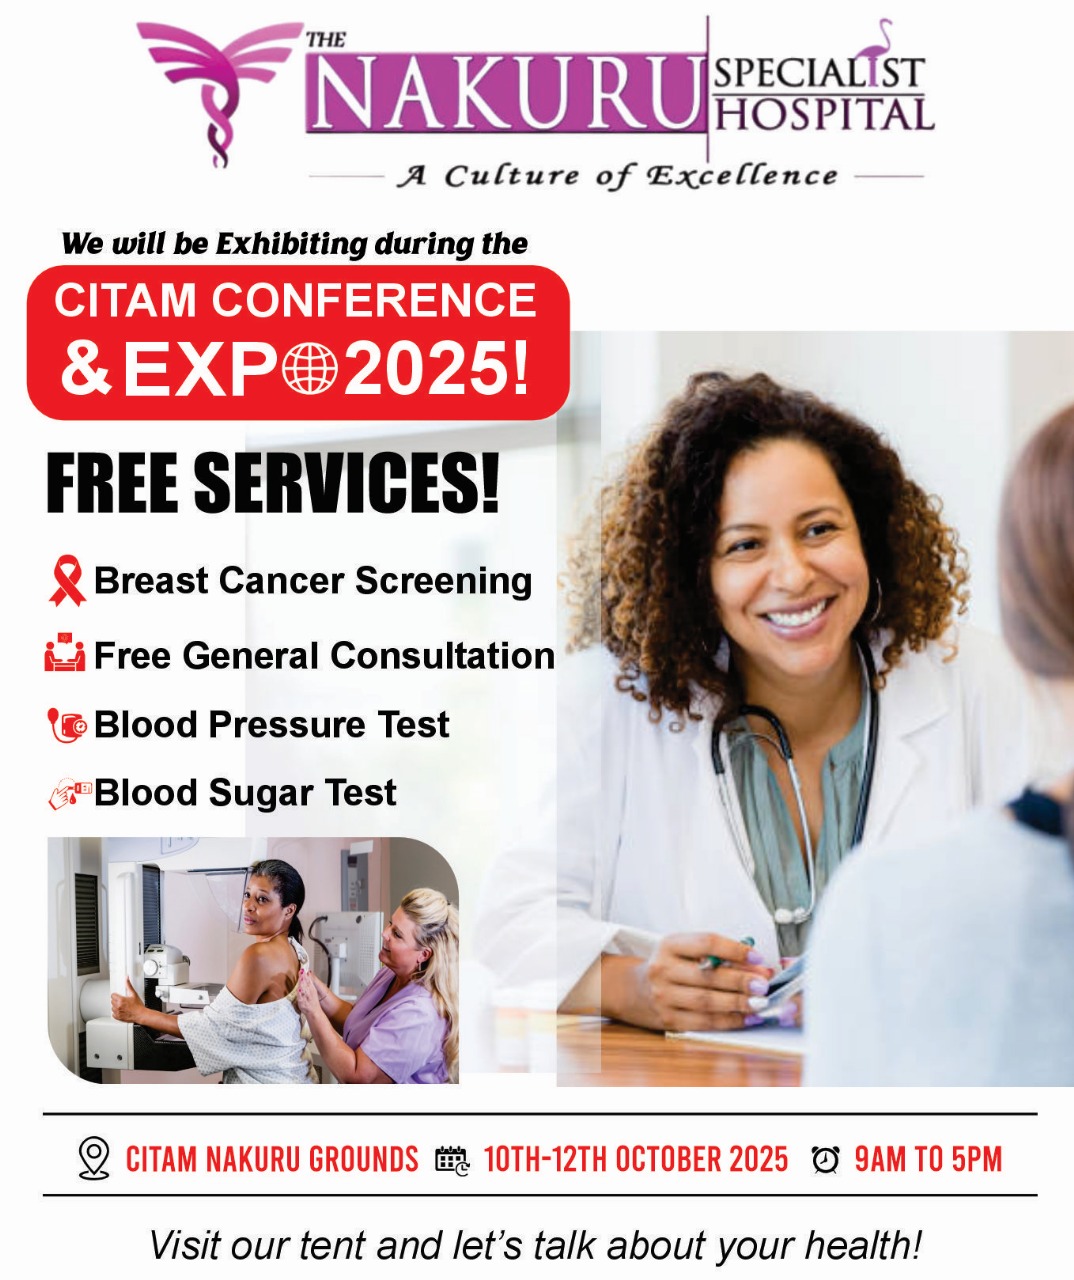 THE
NAKURU
SPECIALIST
HOSPITAL
A Culture of Excellence
We will be Exhibiting during the
CITAM CONFERENCE
& EXPO 2025!
FREE SERVICES!
Breast Cancer Screening
Free General Consultation
Blood Pressure Test
Blood Sugar Test
CITAM NAKURU GROUNDS 10TH-12TH OCTOBER 2025 9AM TO 5PM
Visit our tent and let's talk about your health!